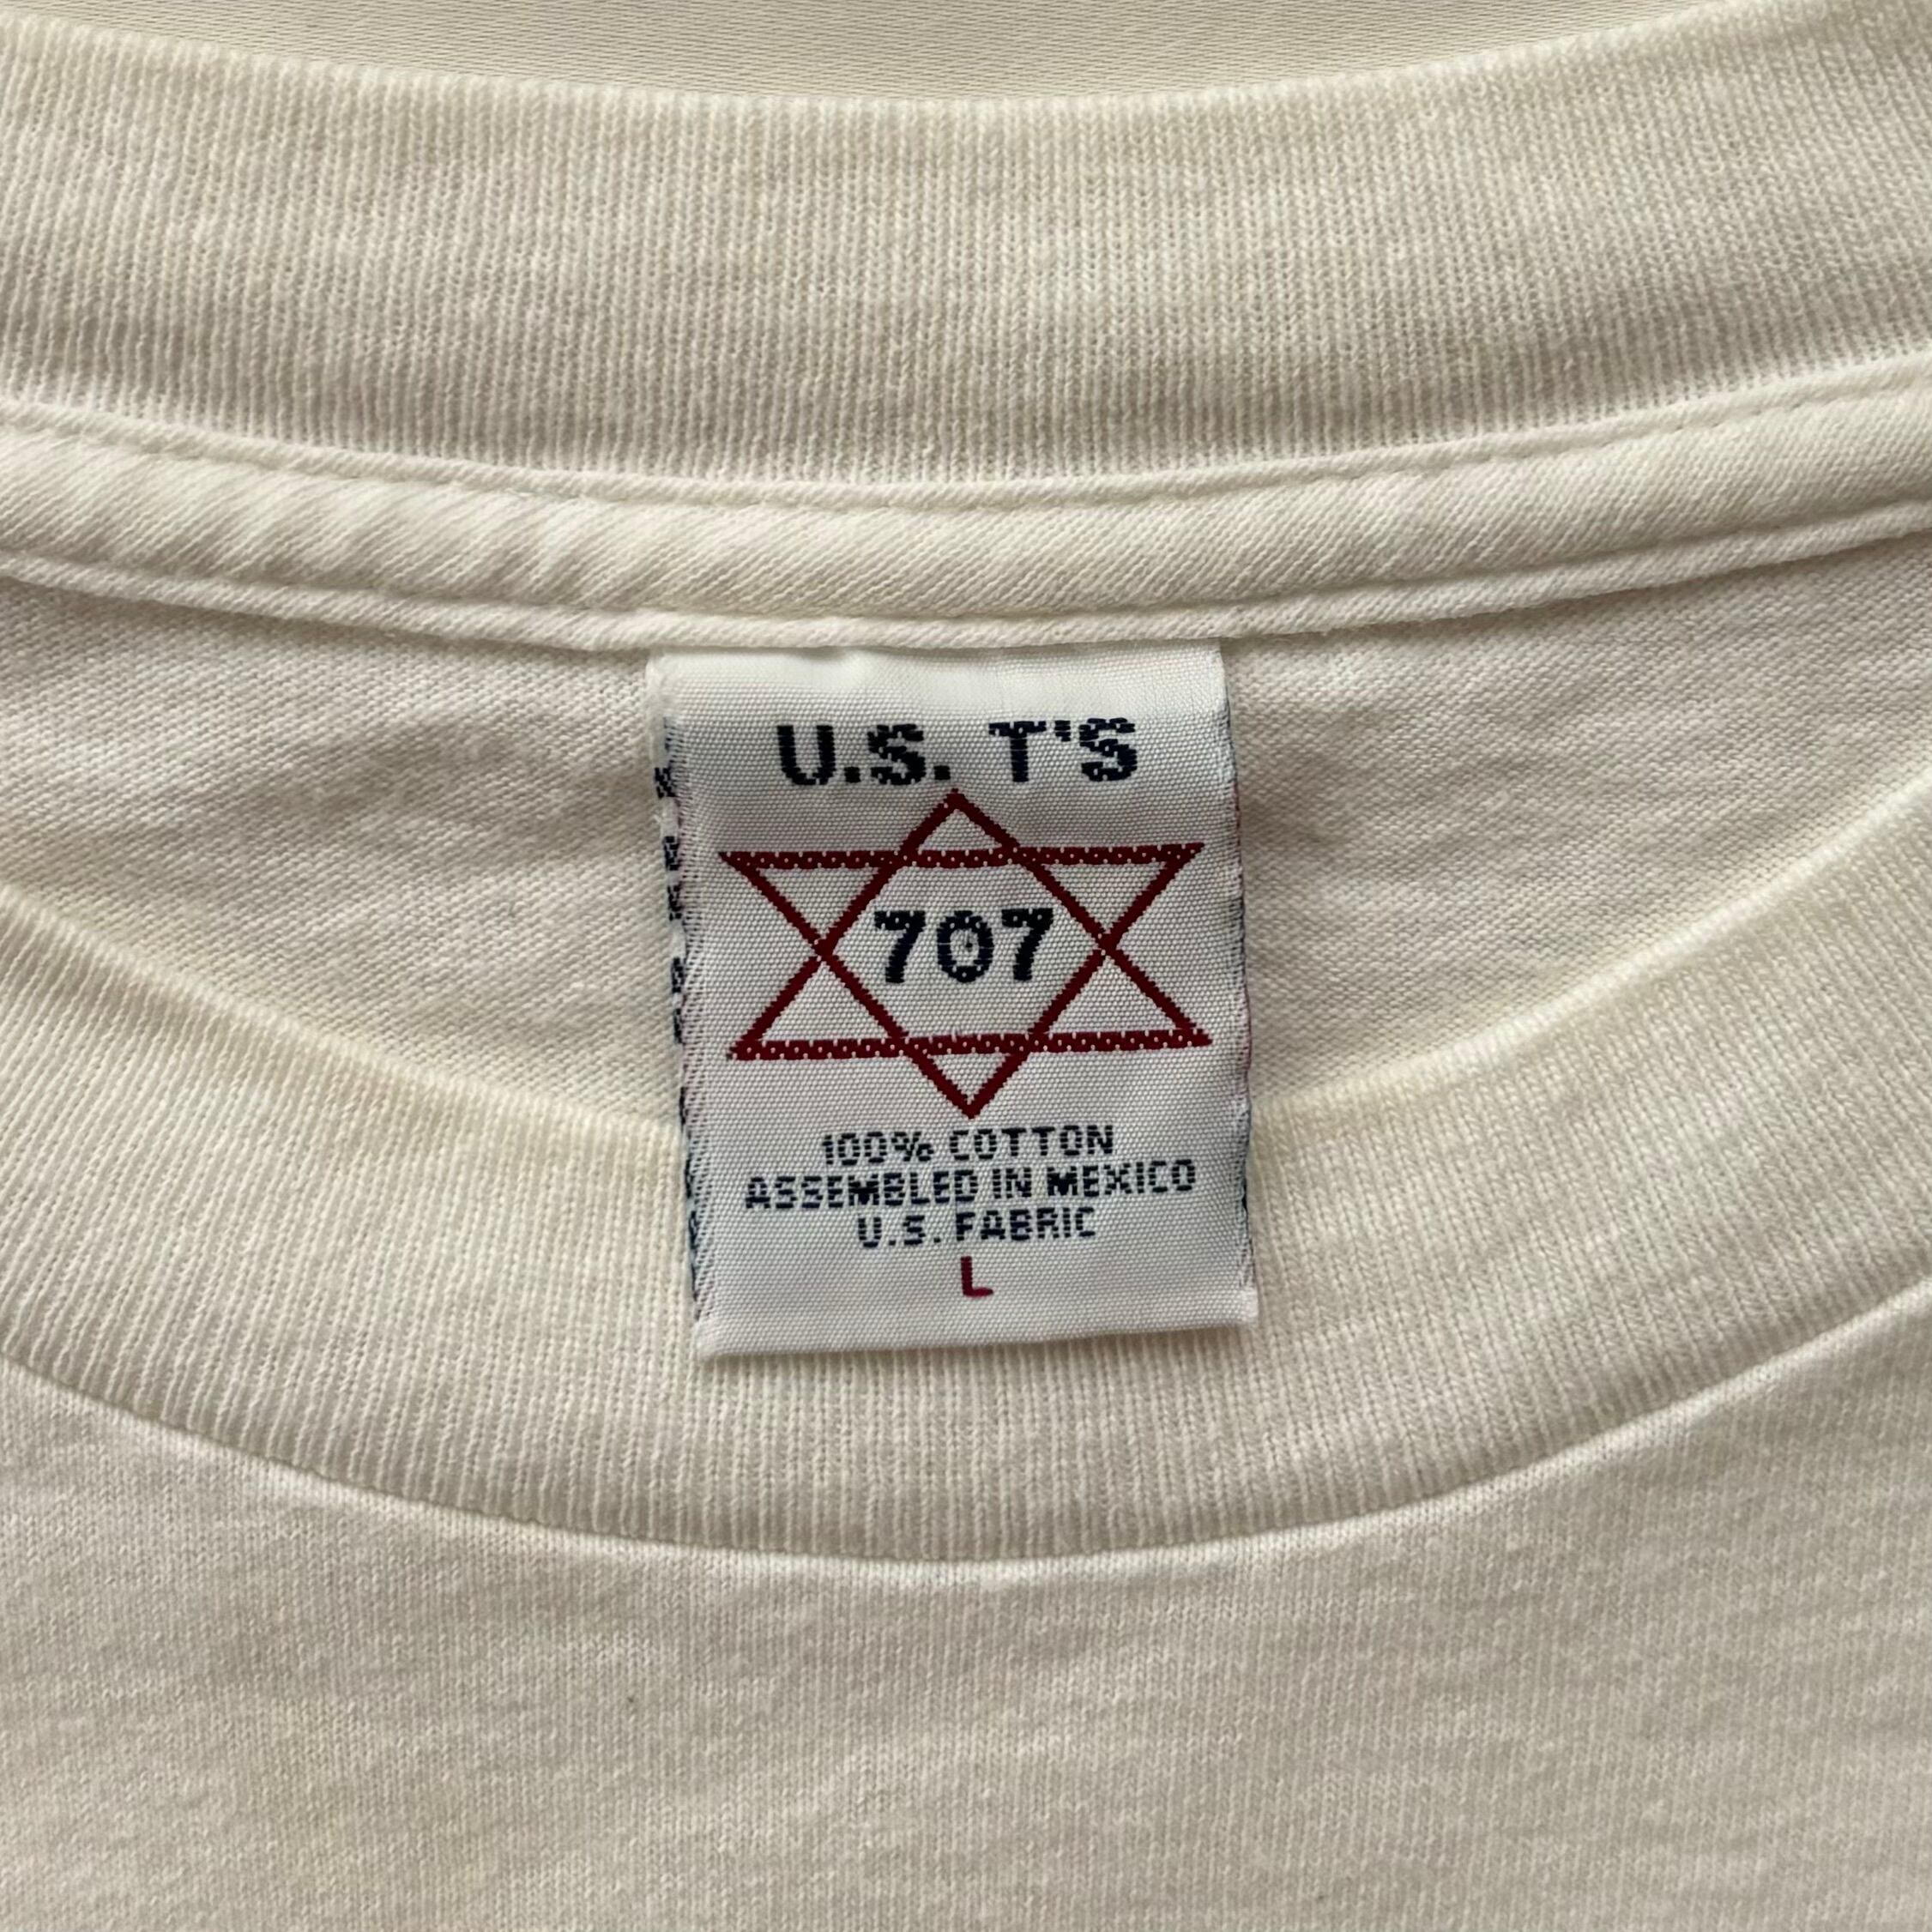 U.S. T'S
707
100% COTTON
ASSEMBLED IN MEXICO
U.S. FABRIC
L